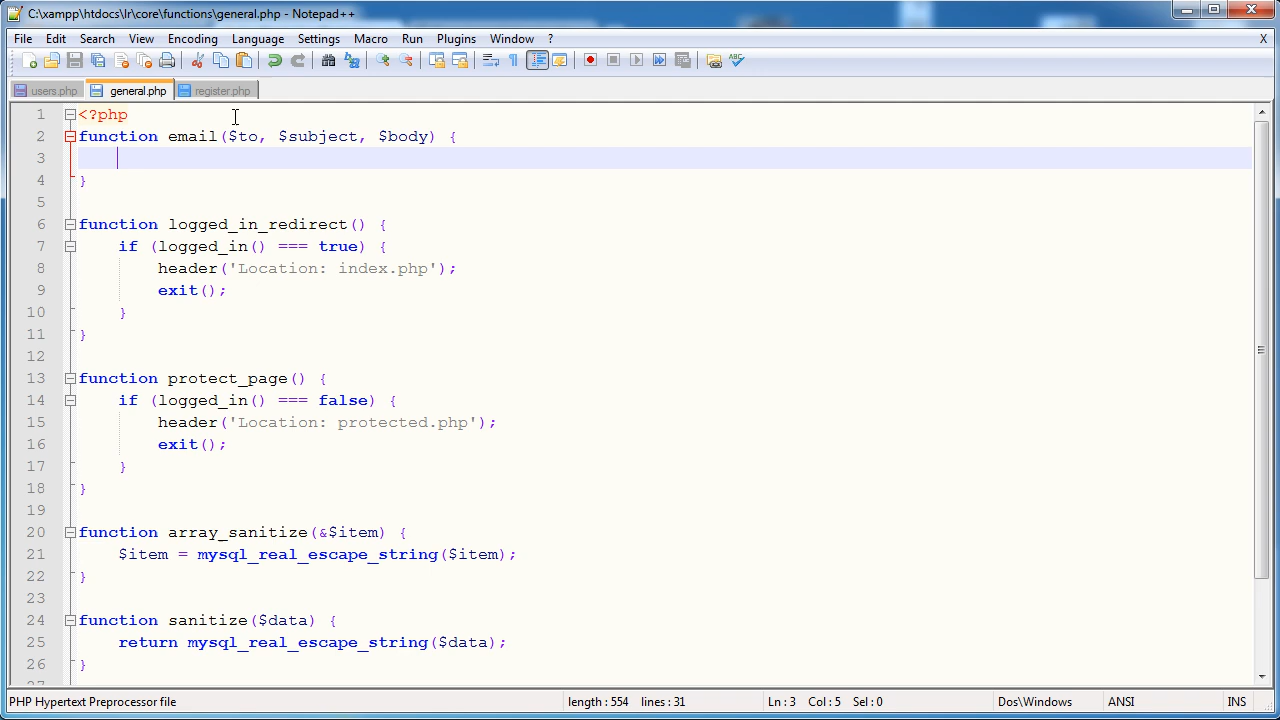 C:\xampp\htdocs\lr\core\functions\general.php - Notepad++
File Edit Search View Encoding Language Settings Macro Run Plugins Window ? X
users.php general.php register.php
1 <?php
2 function email($to, $subject, $body) {
3
4 }
5
6 function logged_in_redirect() {
7 if (logged_in() === true) {
8 header('Location: index.php');
9 exit();
10 }
11 }
12
13 function protect_page() {
14 if (logged_in() === false) {
15 header('Location: protected.php');
16 exit();
17 }
18 }
19
20 function array_sanitize(&$item) {
21 $item = mysql_real_escape_string($item);
22 }
23
24 function sanitize($data) {
25 return mysql_real_escape_string($data);
26 }
27
PHP Hypertext Preprocessor file length : 554 lines : 31 Ln : 3 Col : 5 Sel : 0 Dos\Windows ANSI INS